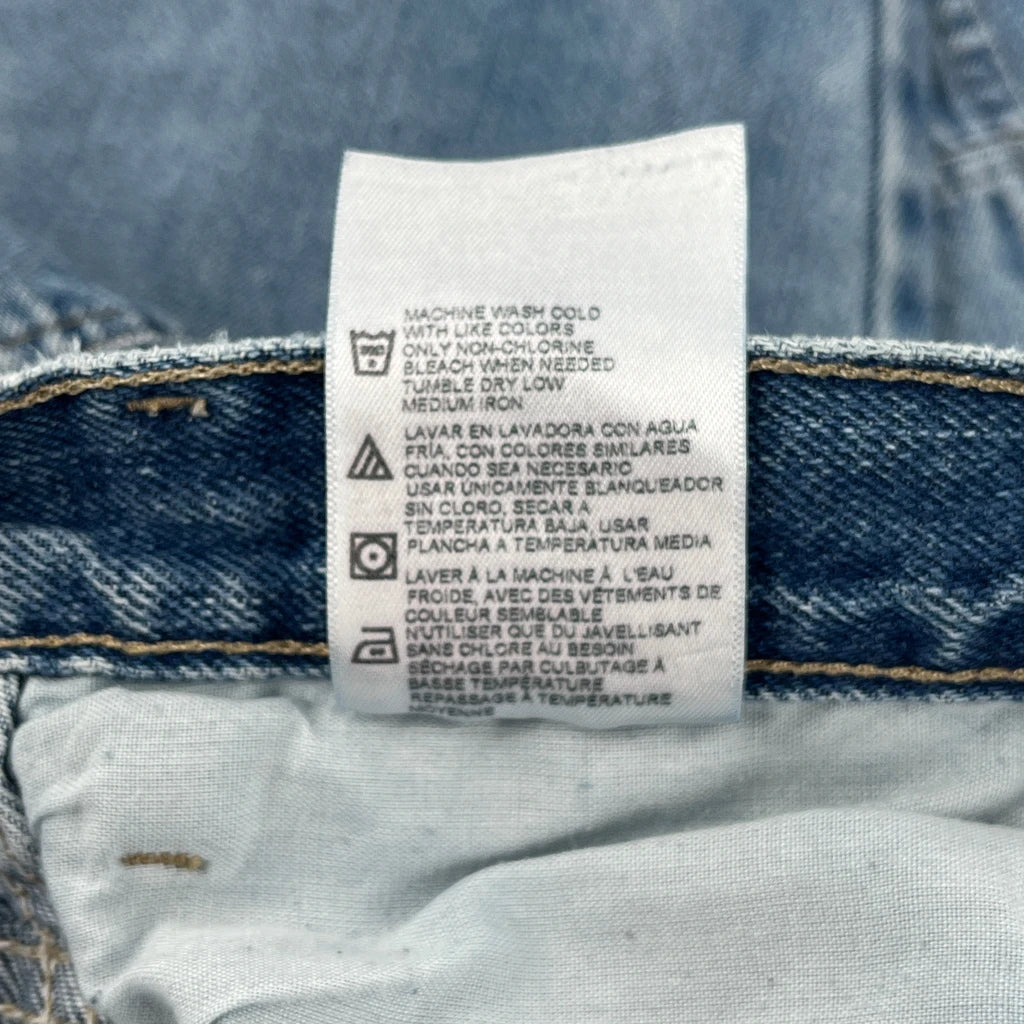 MACHINE WASH COLD
WITH LIKE COLORS
ONLY NON-CHLORINE
BLEACH WHEN NEEDED
TUMBLE DRY LOW
MEDIUM IRON
LAVAR EN LAVADORA CON AGUA
FRÍA, CON COLORES SIMILARES
CUANDO SEA NECESARIO
USAR UNICAMENTE BLANQUEADOR
SIN CLORO, SECAR A
TEMPERATURA BAJA, USAR
PLANCHA A TEMPERATURA MEDIA
LAVER À LA MACHINE À L'EAU
FROIDE, AVEC DES VÊTEMENTS DE
COULEUR SEMBLABLE
N'UTILISER QUE DU JAVELLISANT
SANS CHLORE AU BESOIN
SÉCHAGE PAR CULBUTAGE À
BASSE TEMPÉRATURE
REPASSAGE À TEMPÉRATURE
MOYENNE